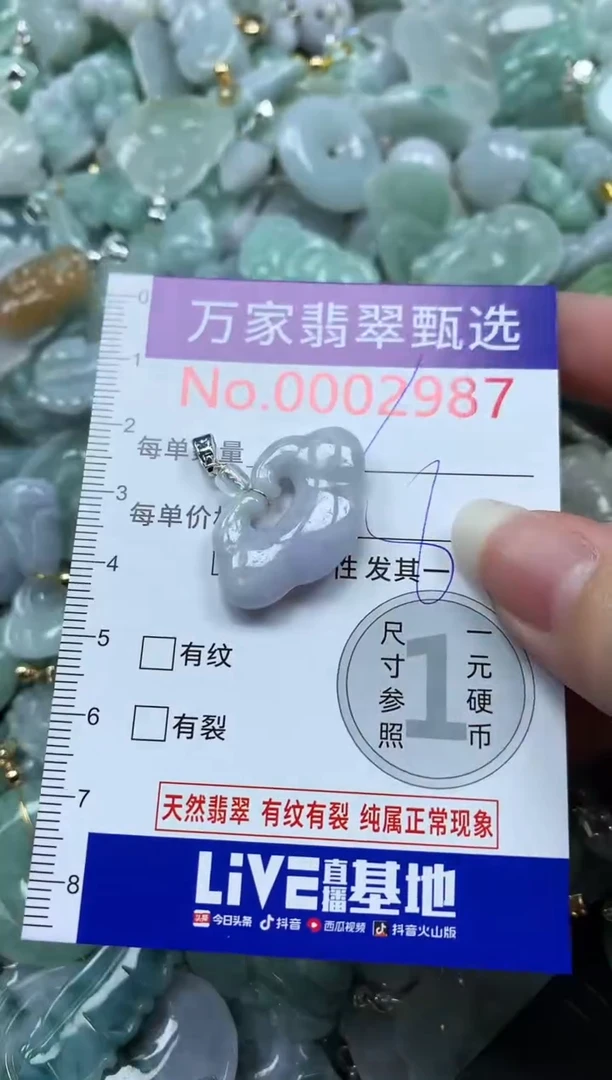 0
1
2
3
4
5
6
7
8
万家翡翠甄选
No.0002987
每单 量
每单价
性发其一
有纹
有裂
尺寸参照
1
一元硬币
天然翡翠 有纹有裂 纯属正常现象
LiVE直播基地
头条 今日头条 抖音 西瓜视频 抖音火山版